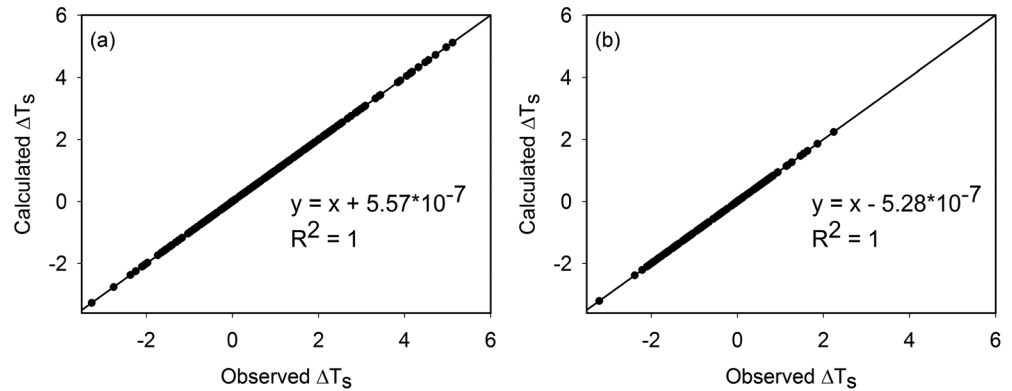 (a)
6
4
2
0
-2
Calculated ΔTs
y = x + 5.57*10-7
R2 = 1
-2 0 2 4 6
Observed ΔTs
(b)
6
4
2
0
-2
Calculated ΔTs
y = x - 5.28*10-7
R2 = 1
-2 0 2 4 6
Observed ΔTs